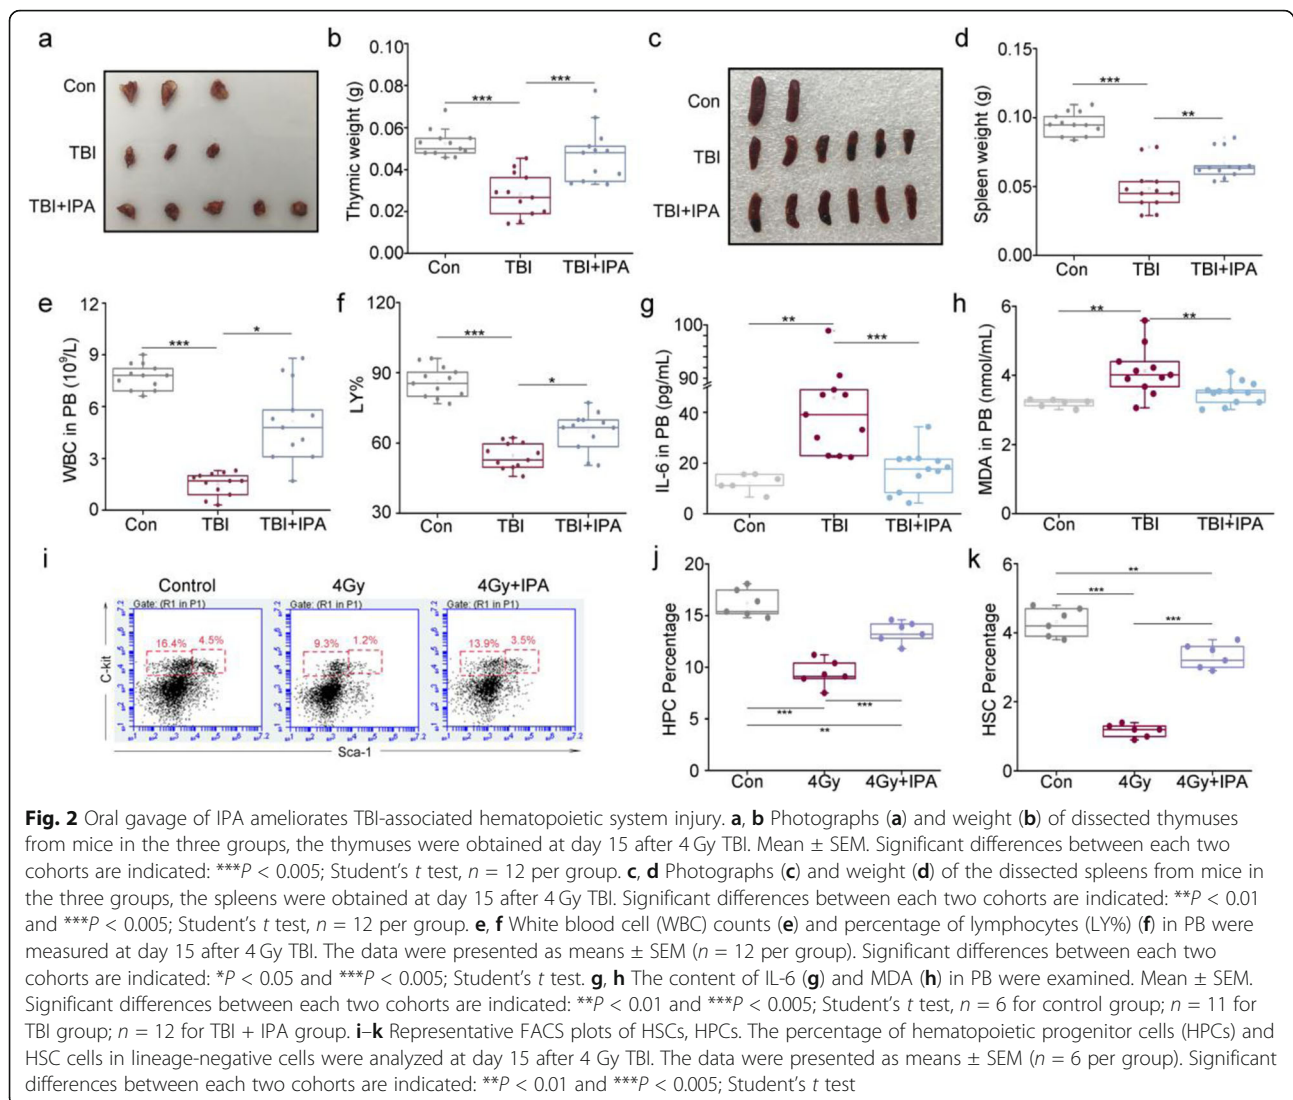 a
Con
TBI
TBI+IPA
b
Thymic weight (g)
0.10
0.08
0.06
0.04
0.02
0.00
***
***
Con TBI TBI+IPA
c
Con
TBI
TBI+IPA
d
Spleen weight (g)
0.15
0.10
0.05
0.00
***
**
Con TBI TBI+IPA
e
WBC in PB (10⁹/L)
12
9
6
3
0
***
*
Con TBI TBI+IPA
f
LY%
120
90
60
30
***
*
Con TBI TBI+IPA
g
IL-6 in PB (pg/mL)
100
90
60
40
20
0
**
***
Con TBI TBI+IPA
h
MDA in PB (nmol/mL)
6
4
2
0
**
**
Con TBI TBI+IPA
i
Control 4Gy 4Gy+IPA
Gate: (R1 in P1) Gate: (R1 in P1) Gate: (R1 in P1)
16.4% 4.5% 9.3% 1.2% 13.9% 3.5%
C-kit
Sca-1
j
HPC Percentage
20
15
10
5
0
***
***
**
Con 4Gy 4Gy+IPA
k
HSC Percentage
6
4
2
0
**
***
***
Con 4Gy 4Gy+IPA
Fig. 2 Oral gavage of IPA ameliorates TBI-associated hematopoietic system injury. a, b Photographs (a) and weight (b) of dissected thymuses
from mice in the three groups, the thymuses were obtained at day 15 after 4 Gy TBI. Mean ± SEM. Significant differences between each two
cohorts are indicated: ***P < 0.005; Student's t test, n = 12 per group. c, d Photographs (c) and weight (d) of the dissected spleens from mice in
the three groups, the spleens were obtained at day 15 after 4 Gy TBI. Significant differences between each two cohorts are indicated: **P < 0.01
and ***P < 0.005; Student's t test, n = 12 per group. e, f White blood cell (WBC) counts (e) and percentage of lymphocytes (LY%) (f) in PB were
measured at day 15 after 4 Gy TBI. The data were presented as means ± SEM (n = 12 per group). Significant differences between each two
cohorts are indicated: *P < 0.05 and ***P < 0.005; Student's t test. g, h The content of IL-6 (g) and MDA (h) in PB were examined. Mean ± SEM.
Significant differences between each two cohorts are indicated: **P < 0.01 and ***P < 0.005; Student's t test, n = 6 for control group; n = 11 for
TBI group; n = 12 for TBI + IPA group. i–k Representative FACS plots of HSCs, HPCs. The percentage of hematopoietic progenitor cells (HPCs) and
HSC cells in lineage-negative cells were analyzed at day 15 after 4 Gy TBI. The data were presented as means ± SEM (n = 6 per group). Significant
differences between each two cohorts are indicated: **P < 0.01 and ***P < 0.005; Student's t test